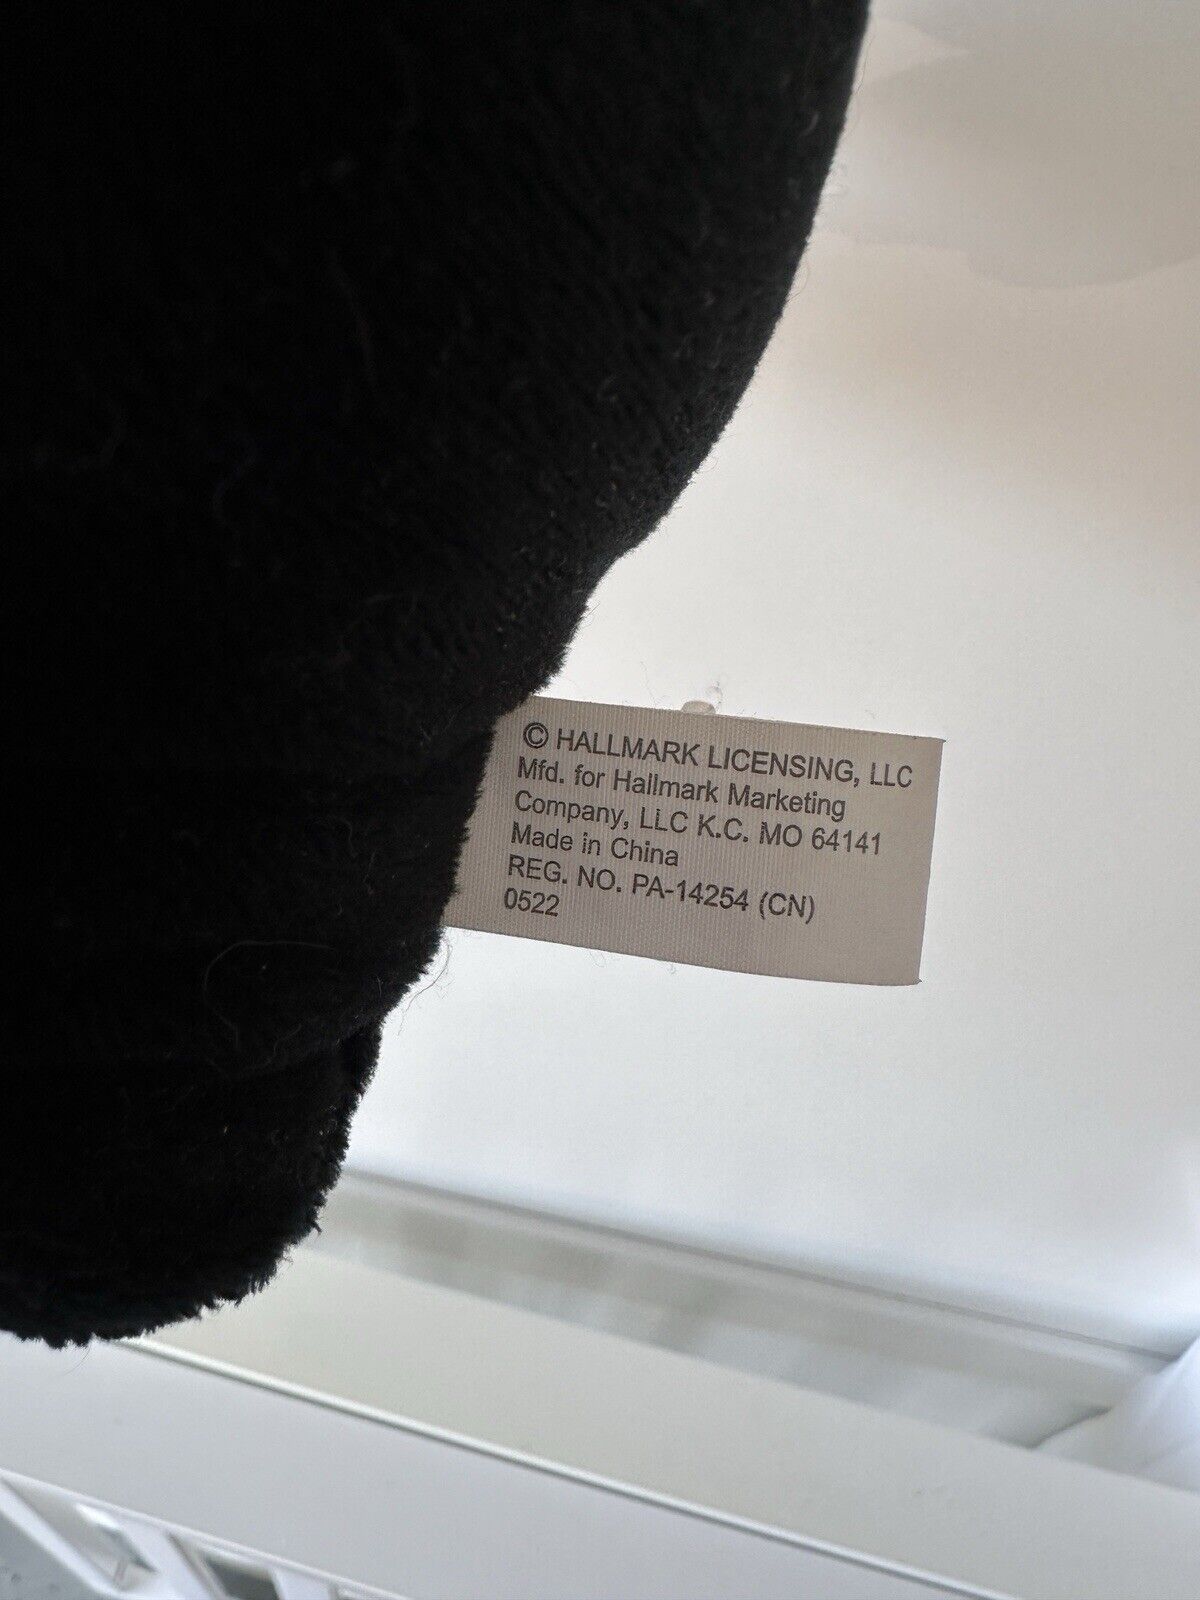 © HALLMARK LICENSING, LLC
Mfd. for Hallmark Marketing
Company, LLC K.C. MO 64141
Made in China
REG. NO. PA-14254 (CN)
0522